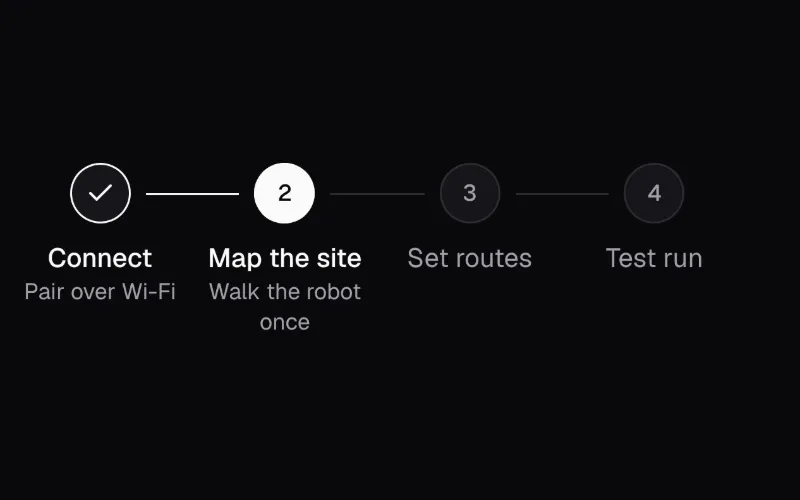 2
3
4
Connect
Map the site
Set routes
Test run
Pair over Wi-Fi
Walk the robot
once